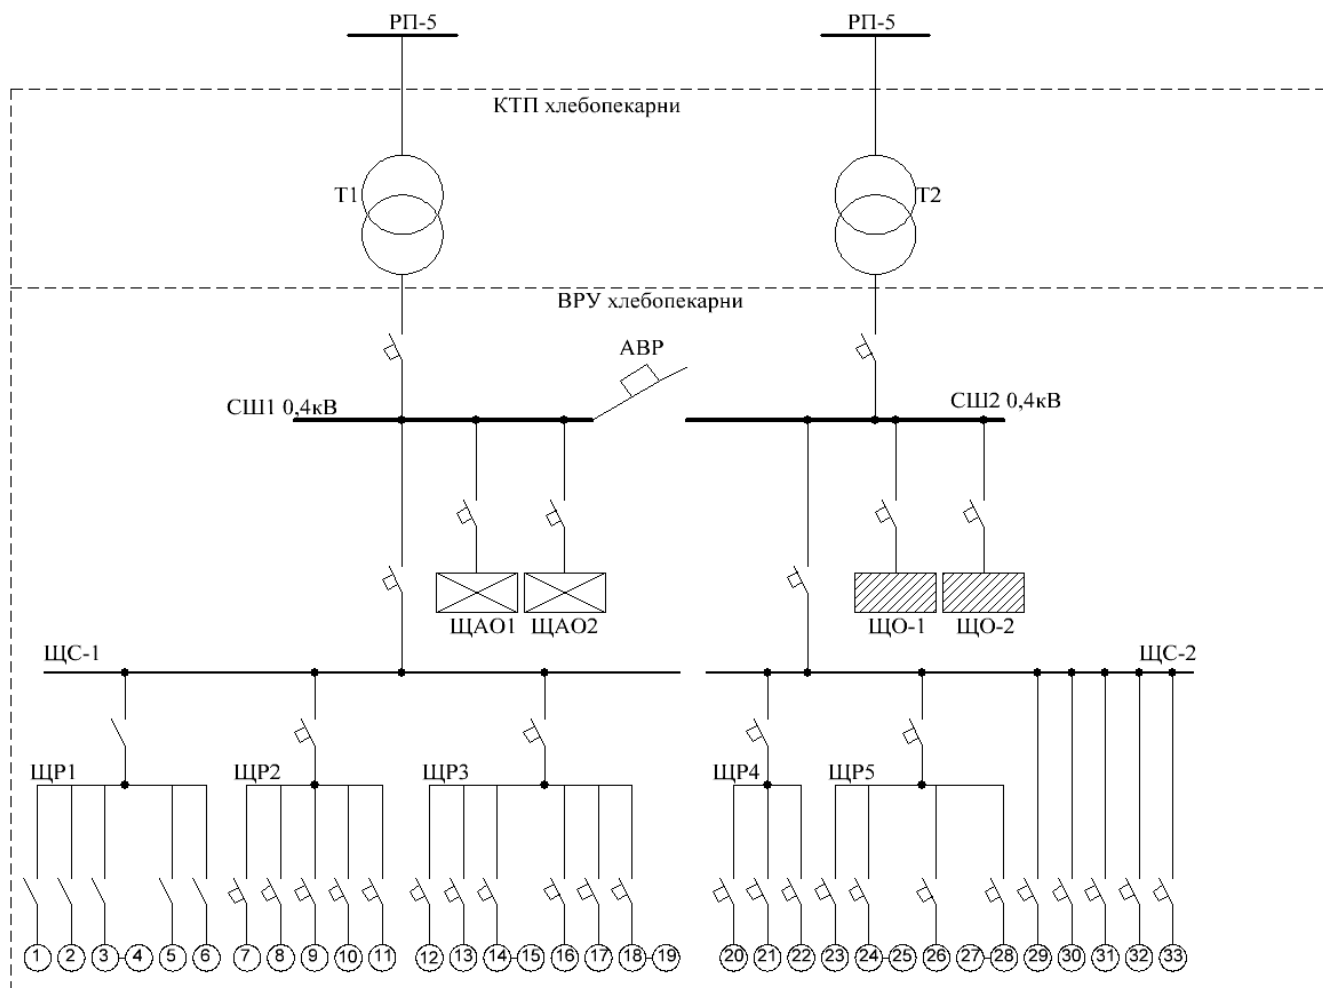 РП-5
РП-5
КТП хлебопекарни
Т1
Т2
ВРУ хлебопекарни
АВР
СШ1 0,4кВ
СШ2 0,4кВ
ЩАО1
ЩАО2
ЩО-1
ЩО-2
ЩС-1
ЩС-2
ЩР1
ЩР2
ЩР3
ЩР4
ЩР5
1 2 3 4 5 6 7 8 9 10 11 12 13 14 15 16 17 18 19 20 21 22 23 24 25 26 27 28 29 30 31 32 33